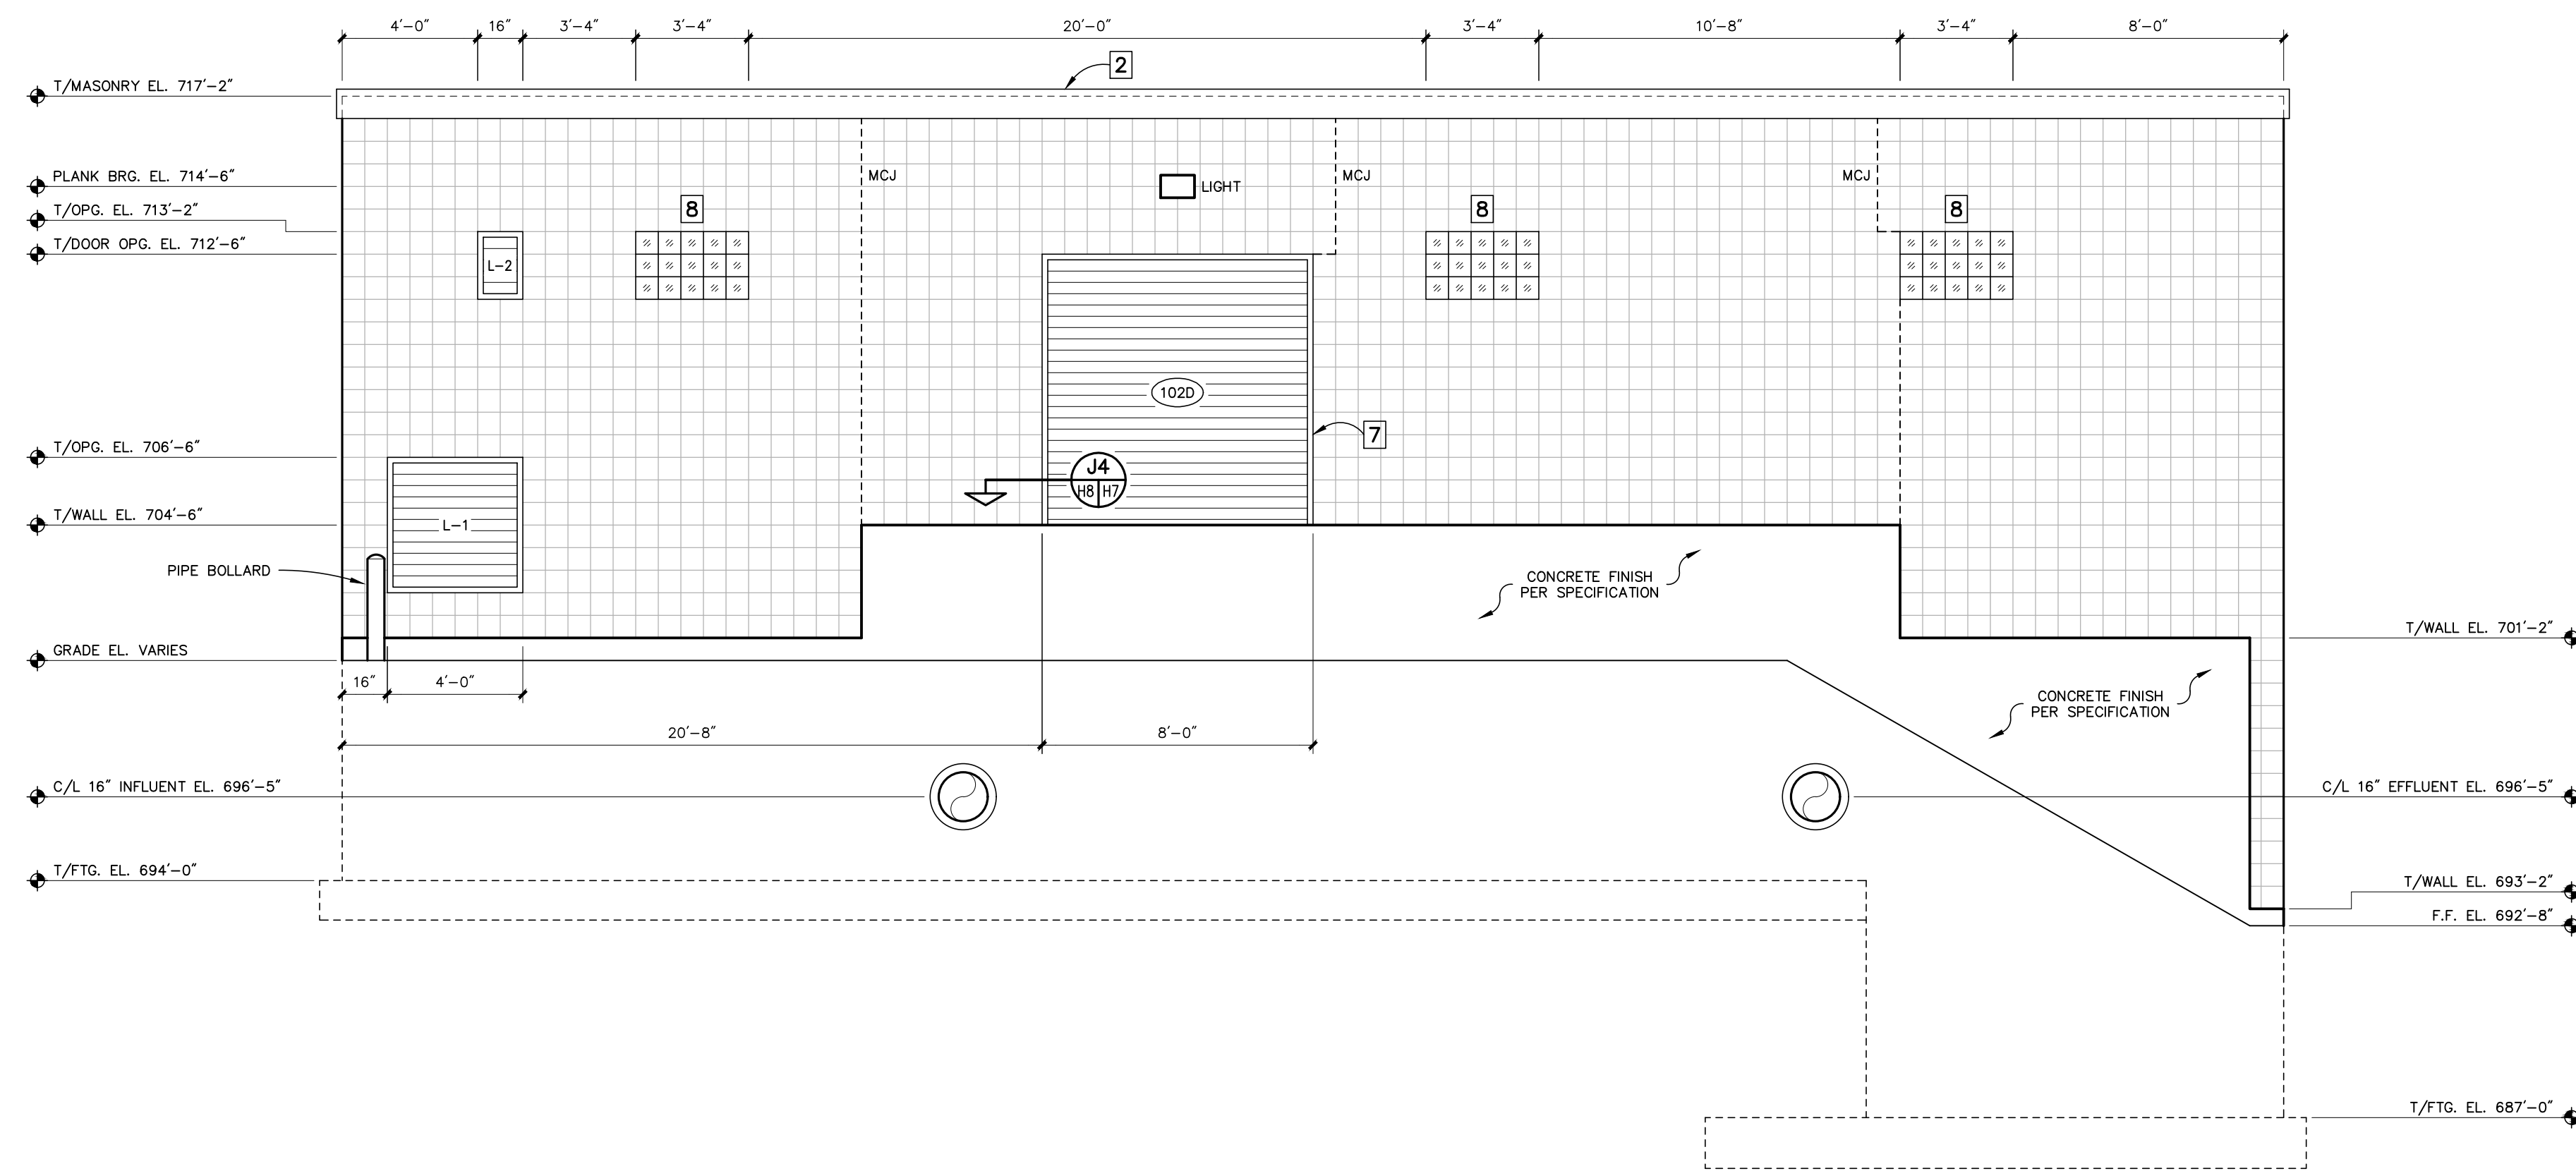 4'-0"
16"
3'-4"
3'-4"
20'-0"
3'-4"
10'-8"
3'-4"
8'-0"
2
T/MASONRY EL. 717'-2"
PLANK BRG. EL. 714'-6"
T/OPG. EL. 713'-2"
T/DOOR OPG. EL. 712'-6"
MCJ
LIGHT
MCJ
MCJ
8
8
8
L-2
102D
7
T/OPG. EL. 706'-6"
J4
H8
H7
T/WALL EL. 704'-6"
L-1
PIPE BOLLARD
CONCRETE FINISH
PER SPECIFICATION
T/WALL EL. 701'-2"
GRADE EL. VARIES
16"
4'-0"
CONCRETE FINISH
PER SPECIFICATION
20'-8"
8'-0"
C/L 16" INFLUENT EL. 696'-5"
C/L 16" EFFLUENT EL. 696'-5"
T/FTG. EL. 694'-0"
T/WALL EL. 693'-2"
F.F. EL. 692'-8"
T/FTG. EL. 687'-0"